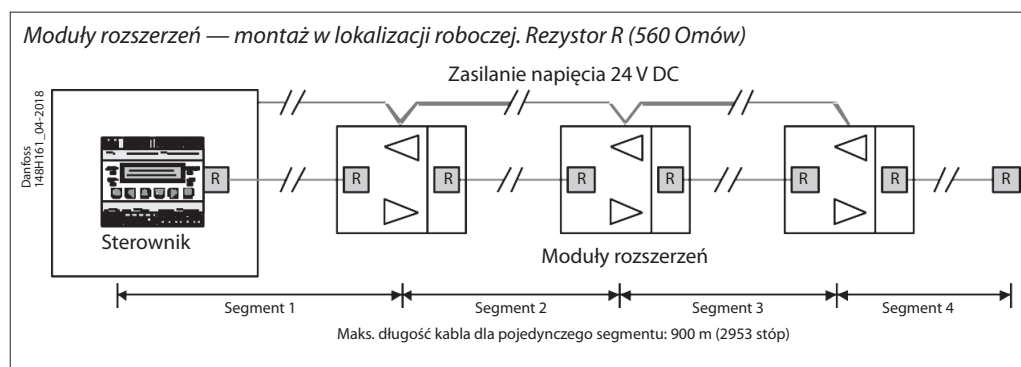 Moduły rozszerzeń — montaż w lokalizacji roboczej. Rezystor R (560 Omów)
Zasilanie napięcia 24 V DC
Danfoss
148H161_04-2018
R
R
R
R
R
R
R
R
Sterownik
Moduły rozszerzeń
Segment 1
Segment 2
Segment 3
Segment 4
Maks. długość kabla dla pojedynczego segmentu: 900 m (2953 stóp)